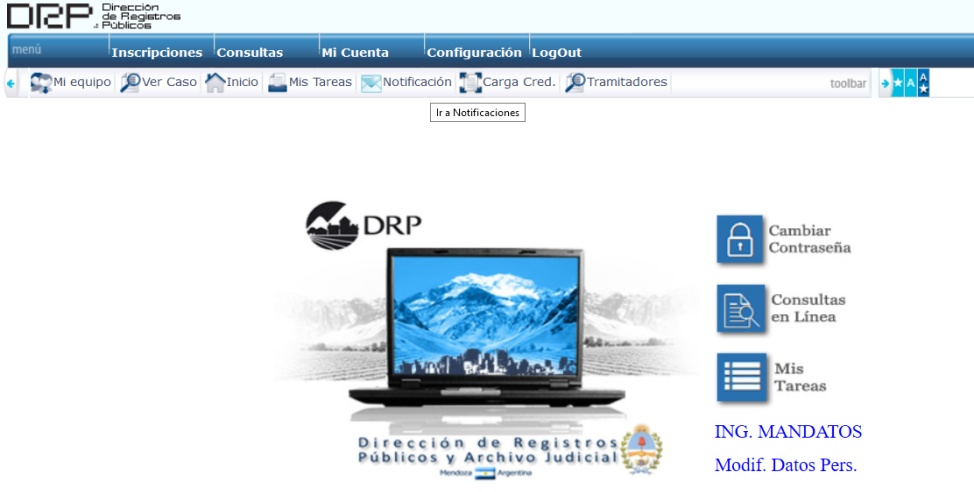 DRP Dirección
de Registros
Públicos
menú Inscripciones Consultas Mi Cuenta Configuración LogOut
Mi equipo Ver Caso Inicio Mis Tareas Notificación Carga Cred. Tramitadores toolbar A A
Ir a Notificaciones
DRP
Cambiar
Contraseña
Consultas
en Línea
Mis
Tareas
Dirección de Registros
Públicos y Archivo Judicial
Mendoza Argentina
ING. MANDATOS
Modif. Datos Pers.